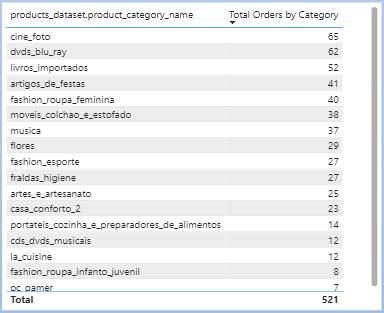 products_dataset.product_category_name Total Orders by Category
cine_foto 65
dvds_blu_ray 62
livros_importados 52
artigos_de_festas 41
fashion_roupa_feminina 40
moveis_colchao_e_estofado 38
musica 37
flores 29
fashion_esporte 27
fraldas_higiene 27
artes_e_artesanato 25
casa_conforto_2 23
portateis_cozinha_e_preparadores_de_alimentos 14
cds_dvds_musicais 12
la_cuisine 12
fashion_roupa_infanto_juvenil 8
pc_gamer 7
Total 521